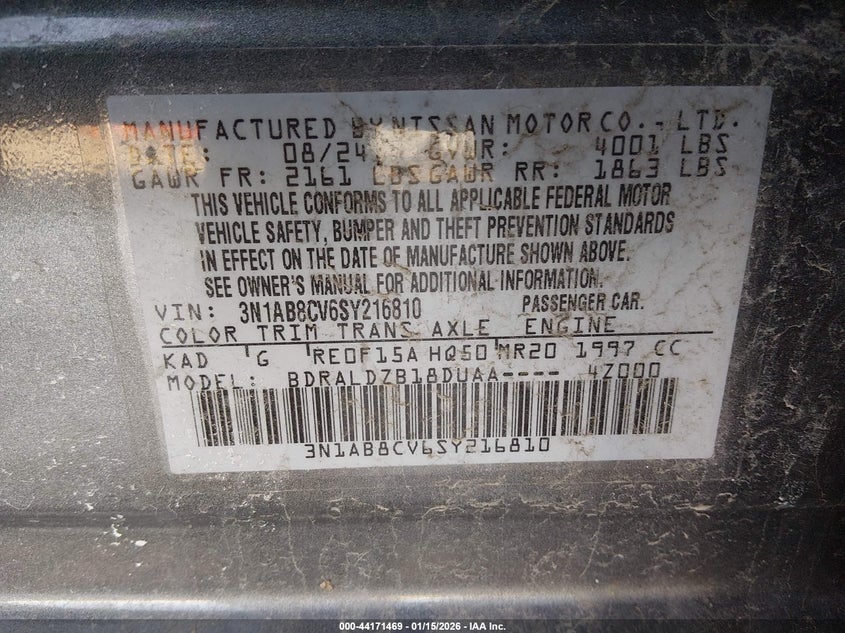 MANUFACTURED BY NISSAN MOTOR CO., LTD.
DATE: 08/24 GVWR: 4001 LBS
GAWR FR: 2161 LBS GAWR RR: 1863 LBS
THIS VEHICLE CONFORMS TO ALL APPLICABLE FEDERAL MOTOR
VEHICLE SAFETY, BUMPER AND THEFT PREVENTION STANDARDS
IN EFFECT ON THE DATE OF MANUFACTURE SHOWN ABOVE.
SEE OWNER'S MANUAL FOR ADDITIONAL INFORMATION.
VIN: 3N1AB8CV6SY216810 PASSENGER CAR.
COLOR TRIM TRANS AXLE ENGINE
KAD G RE0F15A HQ50 MR20 1997 CC
MODEL: BDRALDZB18DUAA---- 4Z000
3N1AB8CV6SY216810
000-44171469 - 01/15/2026 - IAA Inc.